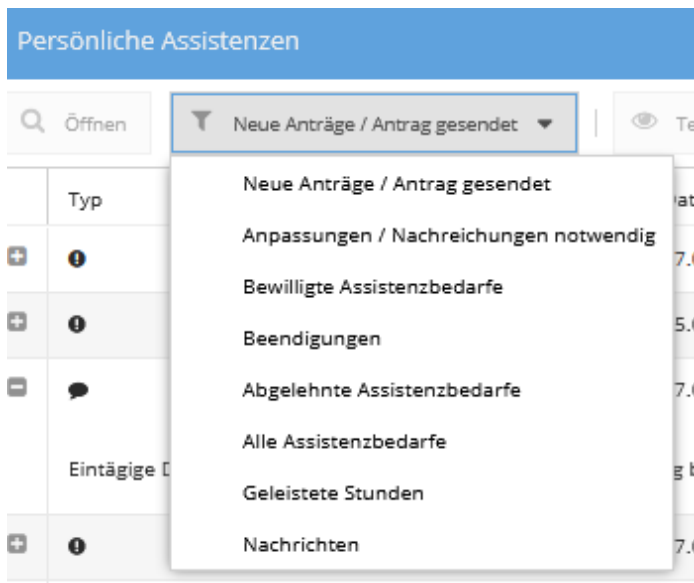 Persönliche Assistenzen
Öffnen
Neue Anträge / Antrag gesendet
Typ
Neue Anträge / Antrag gesendet
Anpassungen / Nachreichungen notwendig
Bewilligte Assistenzbedarfe
Beendigungen
Abgelehnte Assistenzbedarfe
Alle Assistenzbedarfe
Eintägige
Geleistete Stunden
Nachrichten